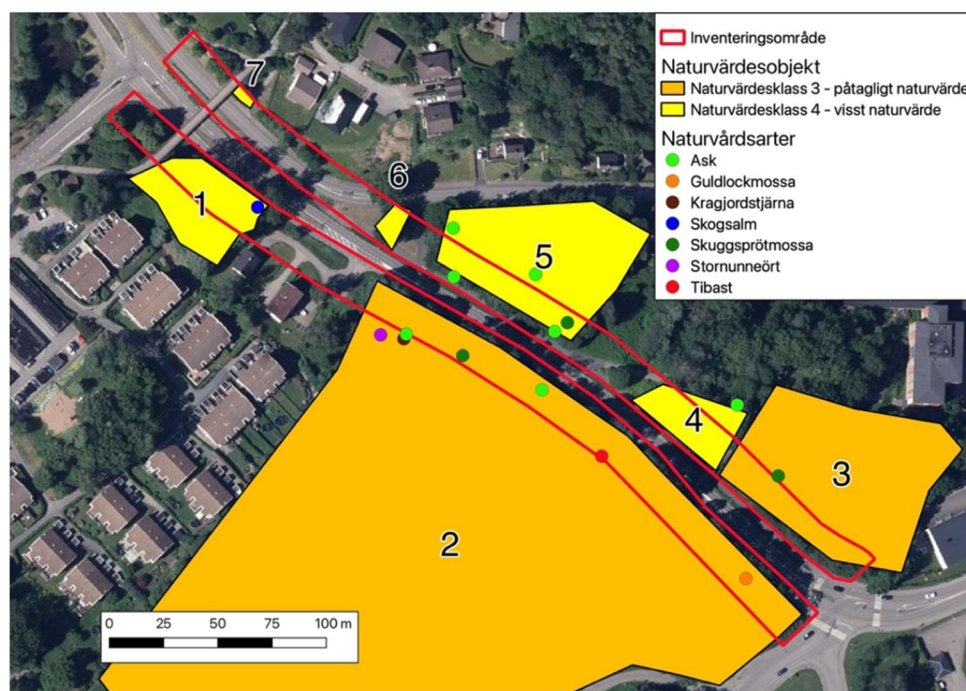 Inventeringsområde
Naturvärdesobjekt
Naturvärdesklass 3 - påtagligt naturvärde
Naturvärdesklass 4 - visst naturvärde
Naturvårdsarter
Ask
Guldlockmossa
Kragjordstjärna
Skogsalm
Skuggsprötmossa
Stornunneört
Tibast
7
6
1
5
4
3
2
0 25 50 75 100 m